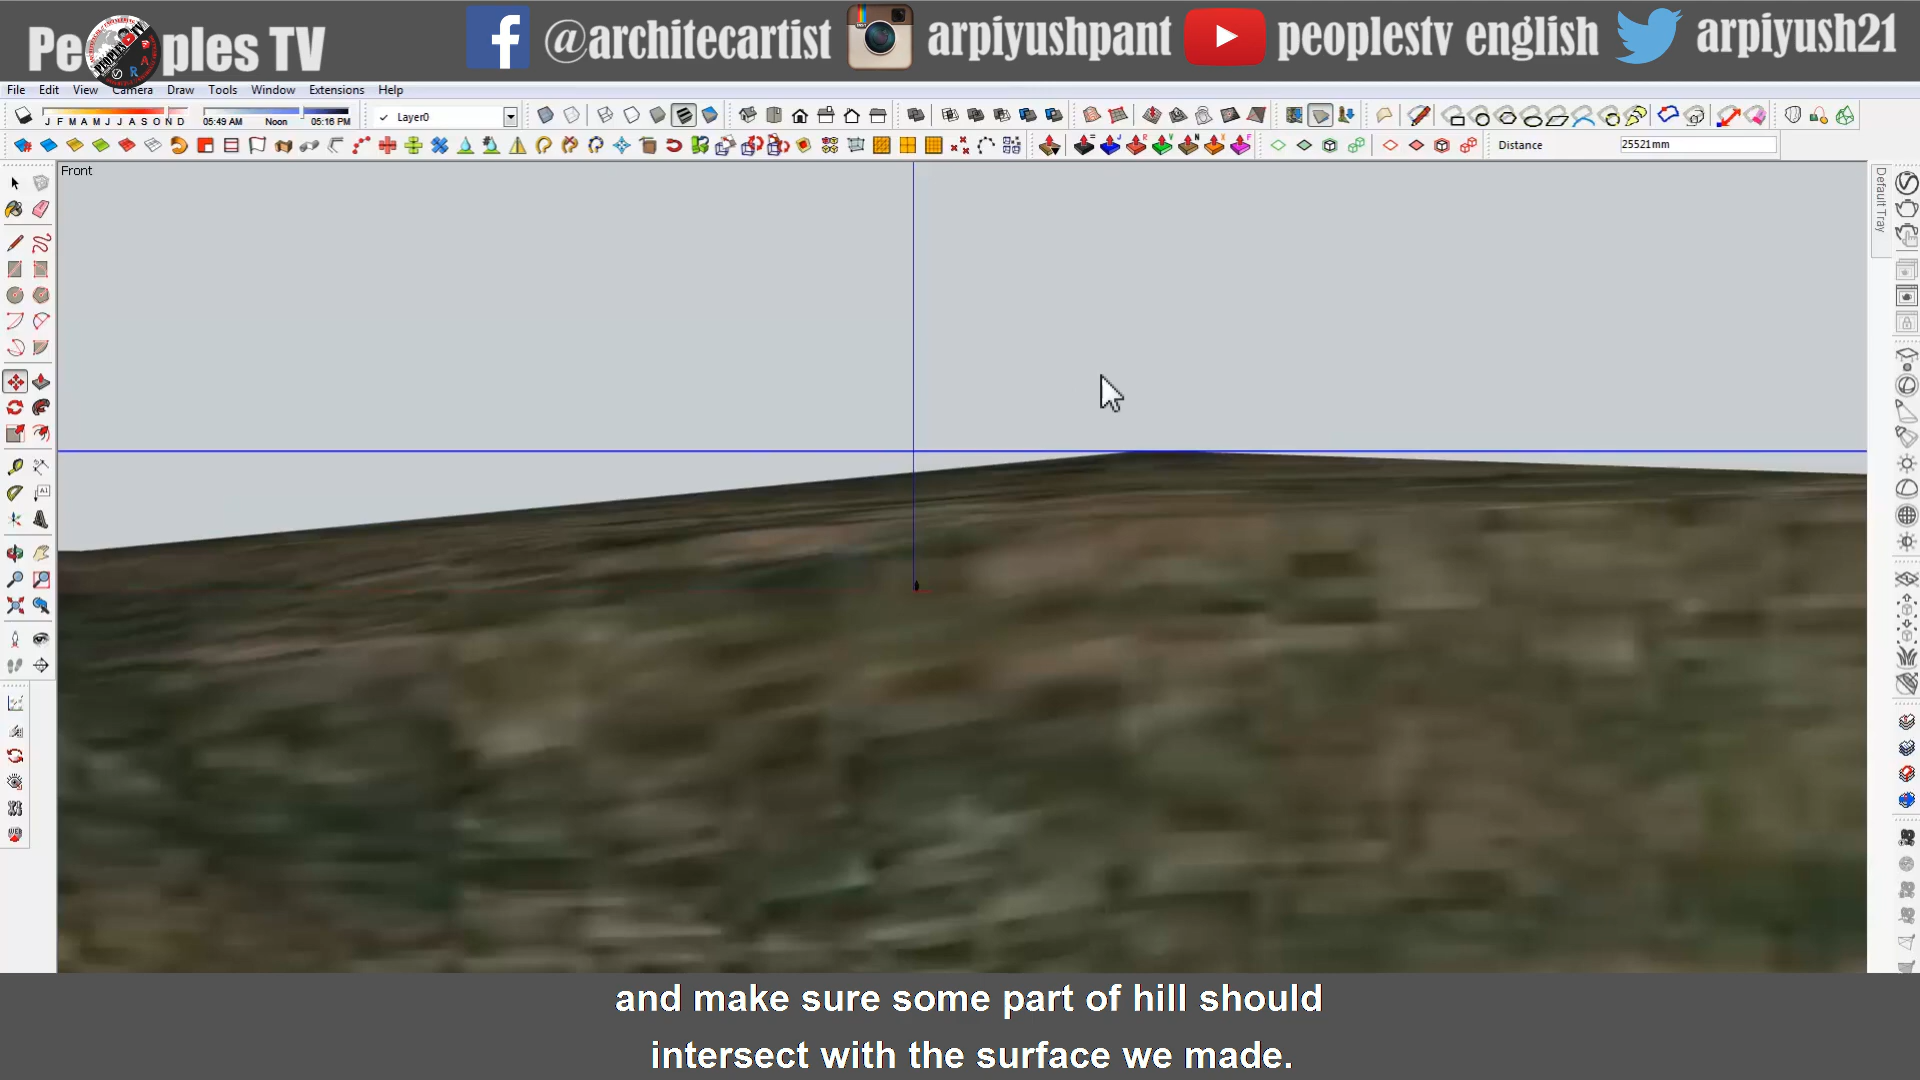 Peoples TV
@architecartist
arpiyushpant
peoplestv english
arpiyush21
File Edit View Camera Draw Tools Window Extensions Help
J F M A M J J A S O N D
05:49 AM Noon 05:16 PM
Layer0
Distance
25521mm
Front
Default Tray
and make sure some part of hill should
intersect with the surface we made.